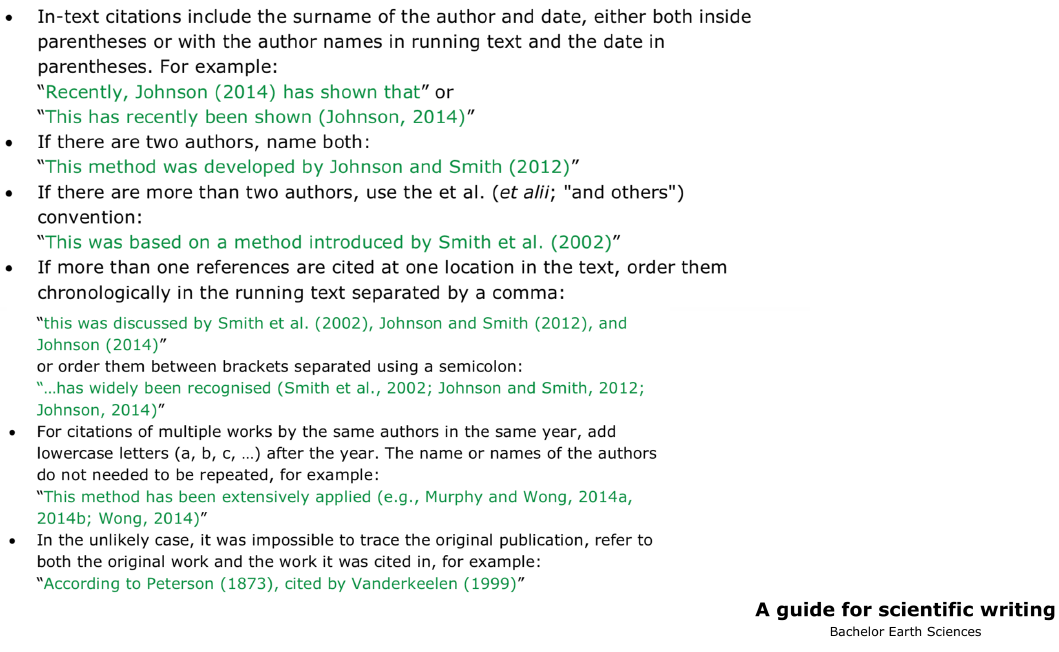 • In-text citations include the surname of the author and date, either both inside
parentheses or with the author names in running text and the date in
parentheses. For example:
“Recently, Johnson (2014) has shown that” or
“This has recently been shown (Johnson, 2014)”
• If there are two authors, name both:
“This method was developed by Johnson and Smith (2012)”
• If there are more than two authors, use the et al. (et alii; "and others")
convention:
“This was based on a method introduced by Smith et al. (2002)”
• If more than one references are cited at one location in the text, order them
chronologically in the running text separated by a comma:
“this was discussed by Smith et al. (2002), Johnson and Smith (2012), and
Johnson (2014)”
or order them between brackets separated using a semicolon:
“…has widely been recognised (Smith et al., 2002; Johnson and Smith, 2012;
Johnson, 2014)”
• For citations of multiple works by the same authors in the same year, add
lowercase letters (a, b, c, …) after the year. The name or names of the authors
do not needed to be repeated, for example:
“This method has been extensively applied (e.g., Murphy and Wong, 2014a,
2014b; Wong, 2014)”
• In the unlikely case, it was impossible to trace the original publication, refer to
both the original work and the work it was cited in, for example:
“According to Peterson (1873), cited by Vanderkeelen (1999)”
A guide for scientific writing
Bachelor Earth Sciences